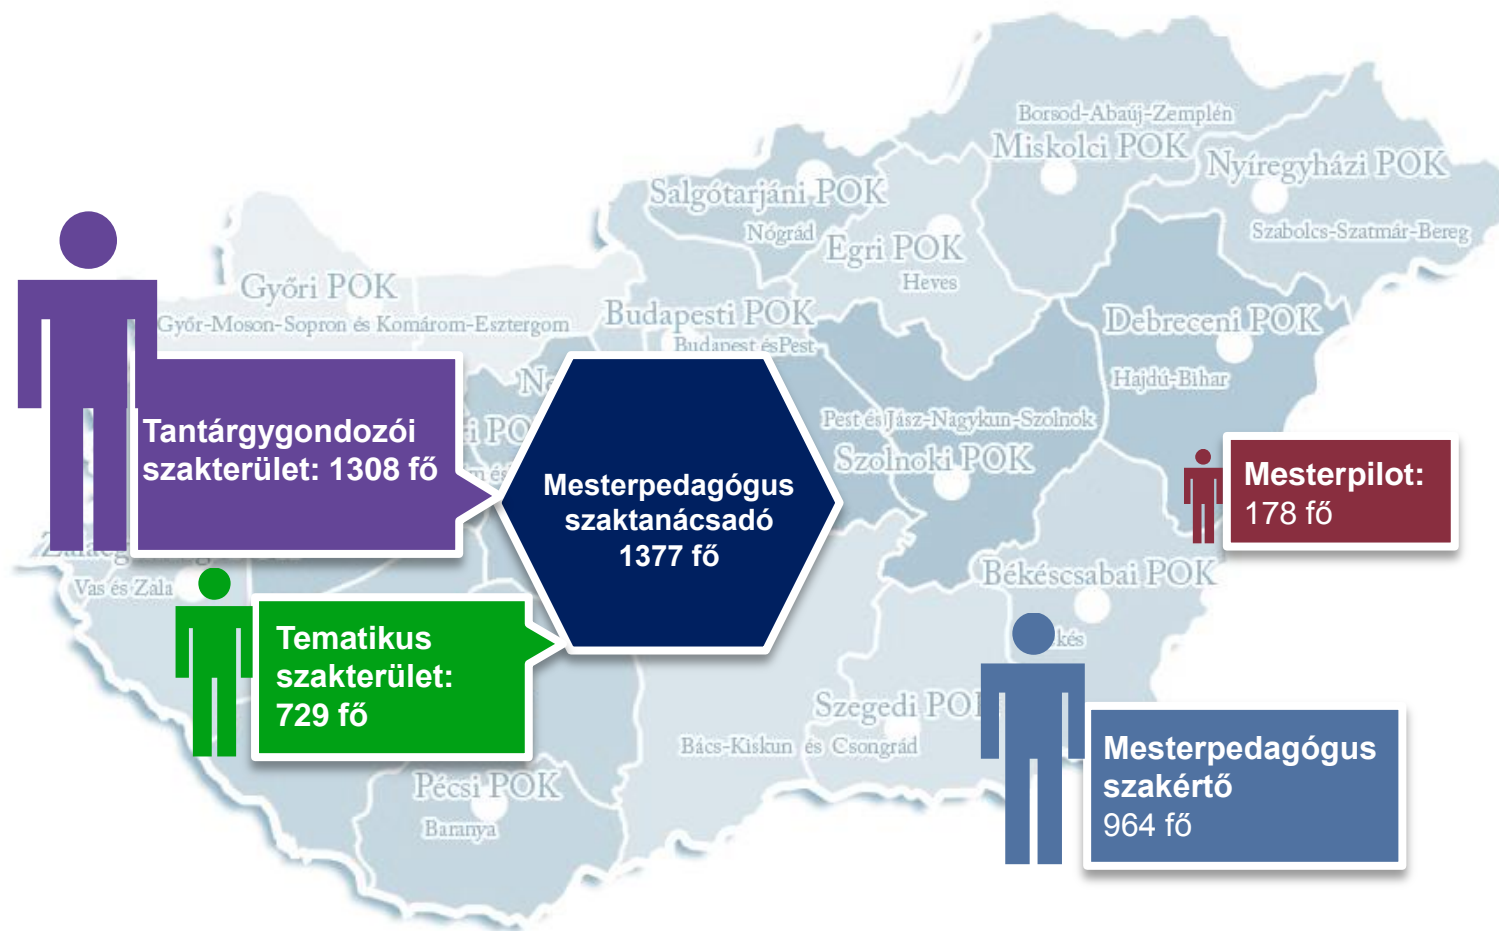 Borsod-Abaúj-Zemplén
Miskolci POK
Nyíregyházi POK
Salgótarjáni POK
Nógrád
Szabolcs-Szatmár-Bereg
Egri POK
Heves
Győri POK
Győr-Moson-Sopron és Komárom-Esztergom
Budapesti POK
Budapest ésPest
Debreceni POK
Hajdú-Bihar
Pest és Jász-Nagykun-Szolnok
Szolnoki POK
Tantárgygondozói
szakterület: 1308 fő
Mesterpedagógus
szaktanácsadó
1377 fő
Mesterpilot:
178 fő
Vas és Zala
Békéscsabai POK
Tematikus
szakterület:
729 fő
Szegedi
Bács-Kiskun és Csongrád
Mesterpedagógus
szakértő
964 fő
Pécsi POK
Baranya